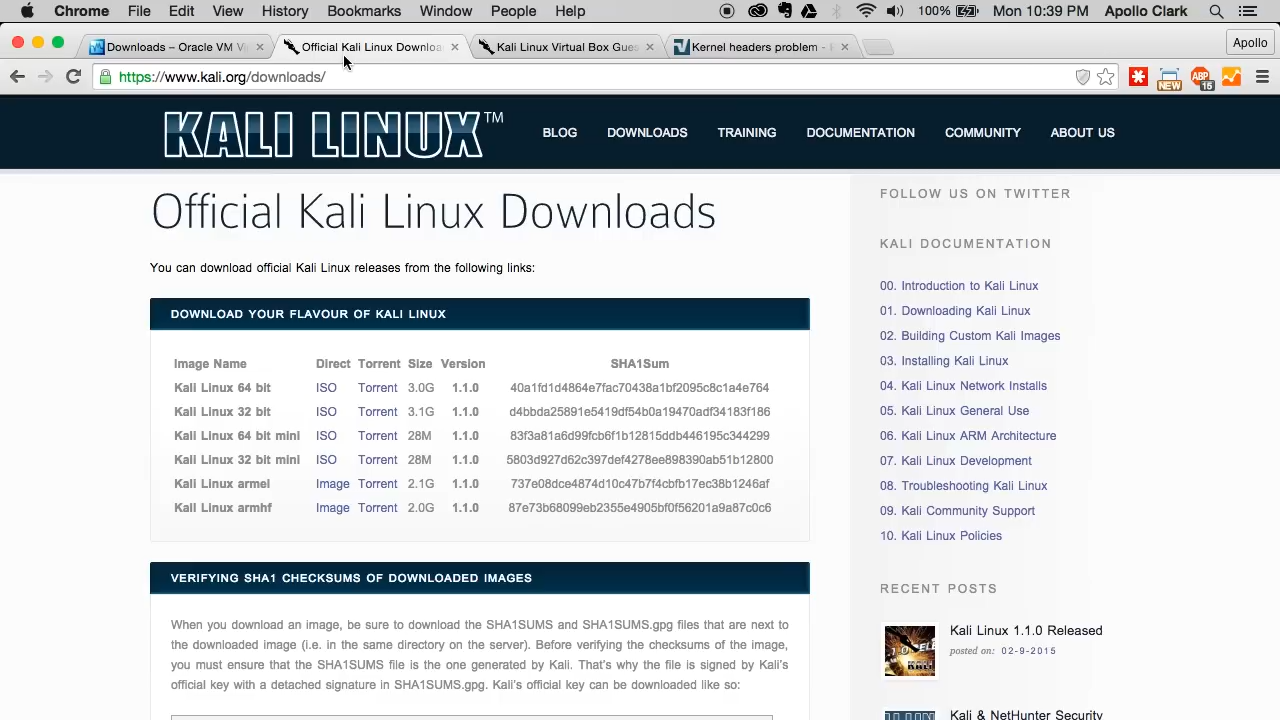 Chrome File Edit View History Bookmarks Window People Help 100% Mon 10:39 PM Apollo Clark
Downloads – Oracle VM Vi
Official Kali Linux Downloa
Kali Linux Virtual Box Gues
Kernel headers problem - K
Apollo
https://www.kali.org/downloads/
NEW
ABP
15
KALI LINUX™
BLOG DOWNLOADS TRAINING DOCUMENTATION COMMUNITY ABOUT US
Official Kali Linux Downloads
You can download official Kali Linux releases from the following links:
DOWNLOAD YOUR FLAVOUR OF KALI LINUX
Image Name Direct Torrent Size Version SHA1Sum
Kali Linux 64 bit ISO Torrent 3.0G 1.1.0 40a1fd1d4864e7fac70438a1bf2095c8c1a4e764
Kali Linux 32 bit ISO Torrent 3.1G 1.1.0 d4bbda25891e5419df54b0a19470adf34183f186
Kali Linux 64 bit mini ISO Torrent 28M 1.1.0 83f3a81a6d99fcb6f1b12815ddb446195c344299
Kali Linux 32 bit mini ISO Torrent 28M 1.1.0 5803d927d62c397def4278ee898390ab51b12800
Kali Linux armel Image Torrent 2.1G 1.1.0 737e08dce4874d10c47b7f4cbfb17ec38b1246af
Kali Linux armhf Image Torrent 2.0G 1.1.0 87e73b68099eb2355e4905bf0f56201a9a87c0c6
VERIFYING SHA1 CHECKSUMS OF DOWNLOADED IMAGES
When you download an image, be sure to download the SHA1SUMS and SHA1SUMS.gpg files that are next to
the downloaded image (i.e. in the same directory on the server). Before verifying the checksums of the image,
you must ensure that the SHA1SUMS file is the one generated by Kali. That's why the file is signed by Kali's
official key with a detached signature in SHA1SUMS.gpg. Kali's official key can be downloaded like so:
FOLLOW US ON TWITTER
KALI DOCUMENTATION
00. Introduction to Kali Linux
01. Downloading Kali Linux
02. Building Custom Kali Images
03. Installing Kali Linux
04. Kali Linux Network Installs
05. Kali Linux General Use
06. Kali Linux ARM Architecture
07. Kali Linux Development
08. Troubleshooting Kali Linux
09. Kali Community Support
10. Kali Linux Policies
RECENT POSTS
Kali Linux 1.1.0 Released
posted on: 02-9-2015
Kali & NetHunter Security